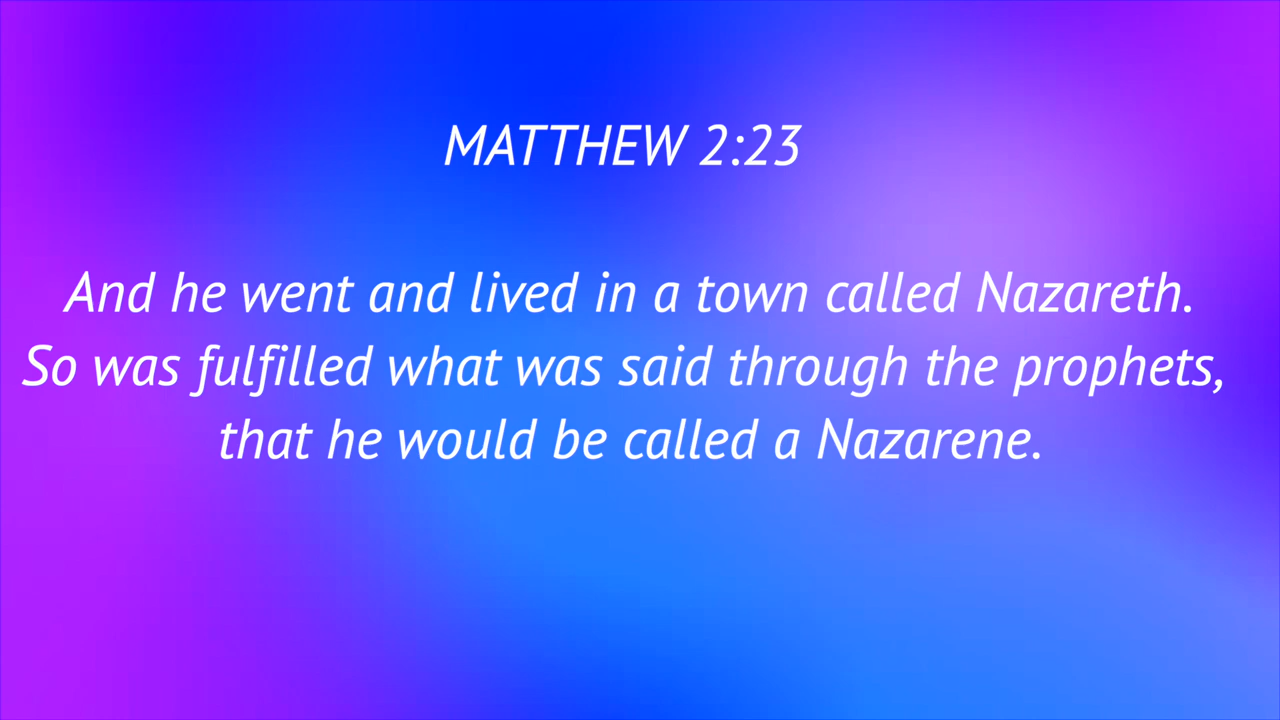 MATTHEW 2:23
And he went and lived in a town called Nazareth.
So was fulfilled what was said through the prophets,
that he would be called a Nazarene.